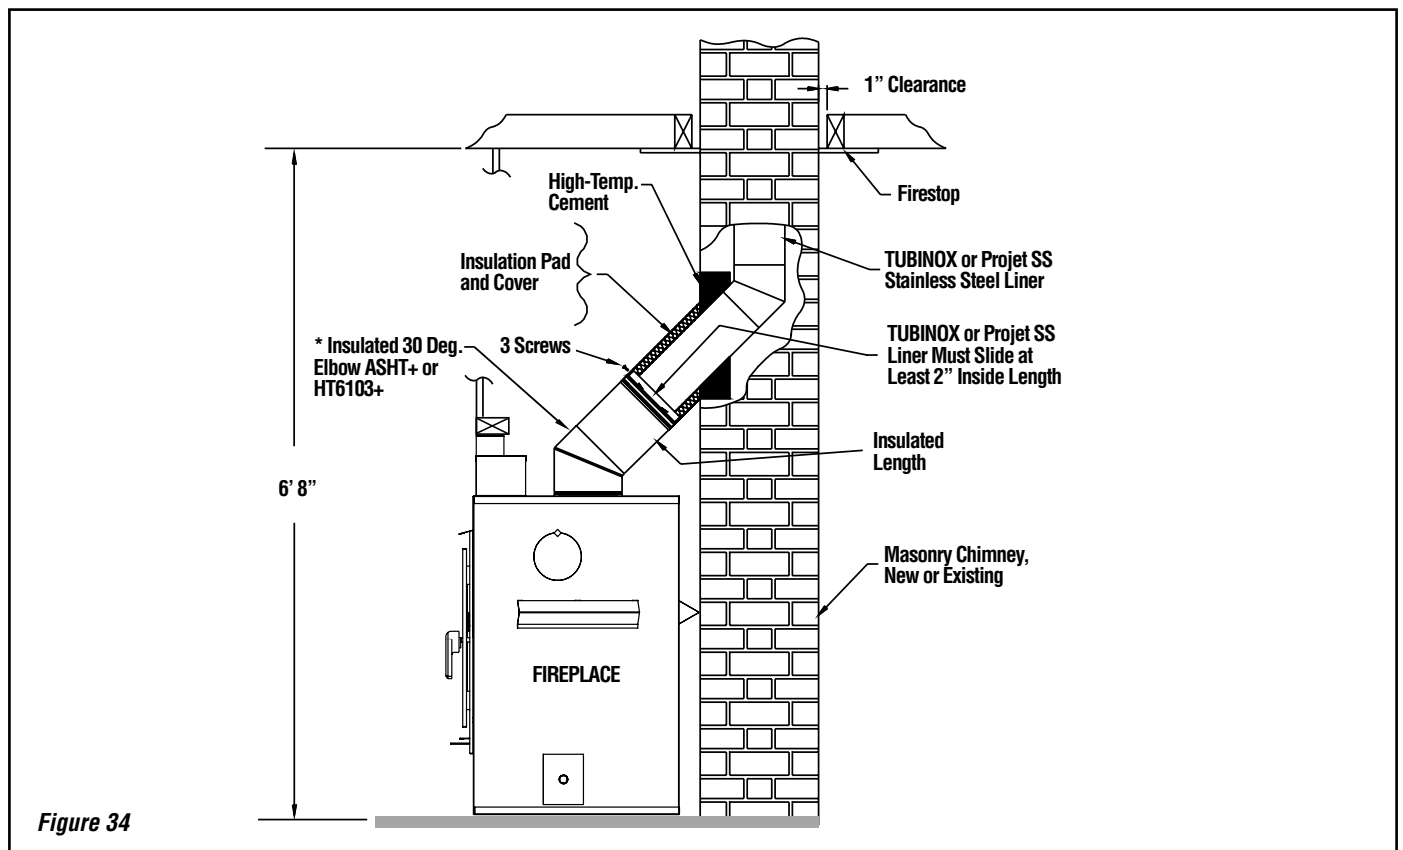 1” Clearance
High-Temp.
Cement
Firestop
Insulation Pad
and Cover
TUBINOX or Projet SS
Stainless Steel Liner
* Insulated 30 Deg.
Elbow ASHT+ or
HT6103+
3 Screws
TUBINOX or Projet SS
Liner Must Slide at
Least 2” Inside Length
Insulated
Length
6’ 8”
Masonry Chimney,
New or Existing
FIREPLACE
Figure 34